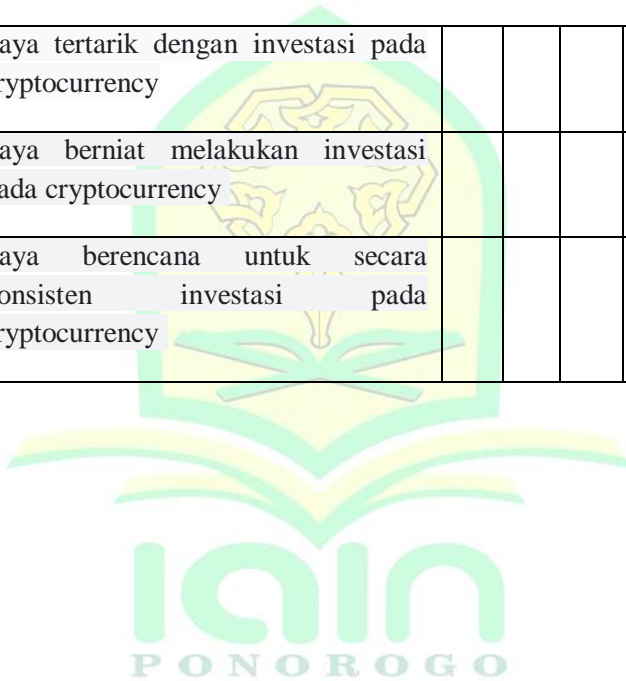 aya tertarik dengan investasi pada
ryptocurrency
aya berniat melakukan investasi
ada cryptocurrency
aya berencana untuk secara
onsisten investasi pada
ryptocurrency
iain
PONOROGO